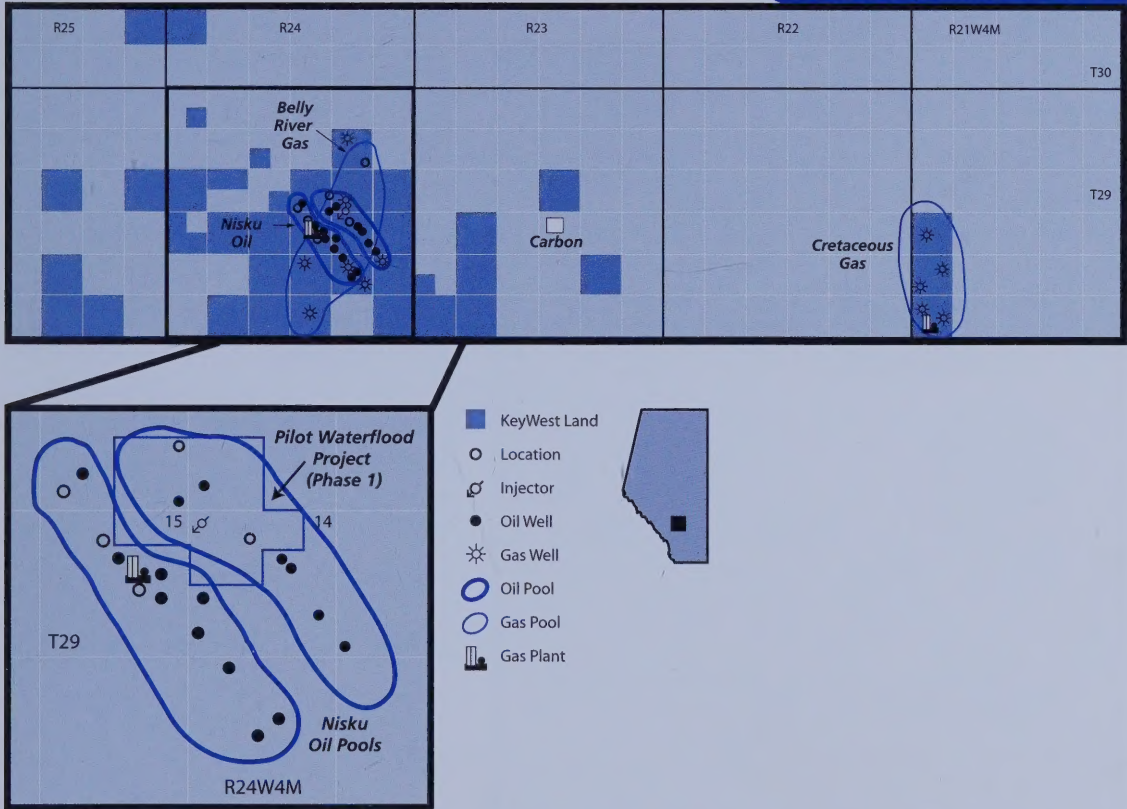 R25
R24
R23
R22
R21W4M
T30
Belly
River
Gas
T29
Nisku
Oil
Carbon
Cretaceous
Gas
Pilot Waterflood
Project
(Phase 1)
15
14
T29
Nisku
Oil Pools
R24W4M
KeyWest Land
Location
Injector
Oil Well
Gas Well
Oil Pool
Gas Pool
Gas Plant